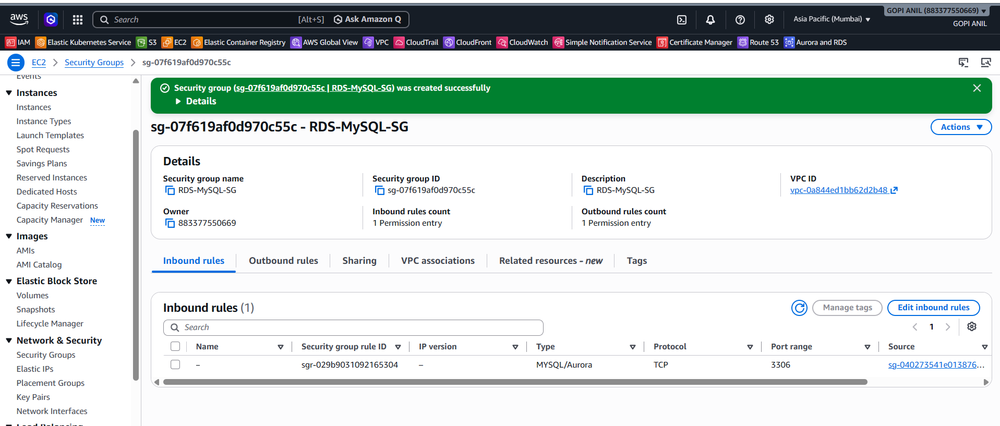 aws
Search [Alt+S] Ask Amazon Q
Asia Pacific (Mumbai)
GOPI ANIL (883377550669)
GOPI ANIL
IAM Elastic Kubernetes Service S3 EC2 Elastic Container Registry AWS Global View VPC CloudTrail CloudFront CloudWatch Simple Notification Service Certificate Manager Route 53 Aurora and RDS
EC2 Security Groups sg-07f619af0d970c55c
Events
Instances
Instances
Instance Types
Launch Templates
Spot Requests
Savings Plans
Reserved Instances
Dedicated Hosts
Capacity Reservations
Capacity Manager New
Images
AMIs
AMI Catalog
Elastic Block Store
Volumes
Snapshots
Lifecycle Manager
Network & Security
Security Groups
Elastic IPs
Placement Groups
Key Pairs
Network Interfaces
Load Balancing
Security group (sg-07f619af0d970c55c | RDS-MySQL-SG) was created successfully
Details
sg-07f619af0d970c55c - RDS-MySQL-SG
Actions
Details
Security group name
RDS-MySQL-SG
Security group ID
sg-07f619af0d970c55c
Description
RDS-MySQL-SG
VPC ID
vpc-0a844ed1bb62d2b48
Owner
883377550669
Inbound rules count
1 Permission entry
Outbound rules count
1 Permission entry
Inbound rules Outbound rules Sharing VPC associations Related resources - new Tags
Inbound rules (1)
Manage tags Edit inbound rules
Search
1
Name Security group rule ID IP version Type Protocol Port range Source
– sgr-029b9031092165304 – MYSQL/Aurora TCP 3306 sg-040273541e013876...